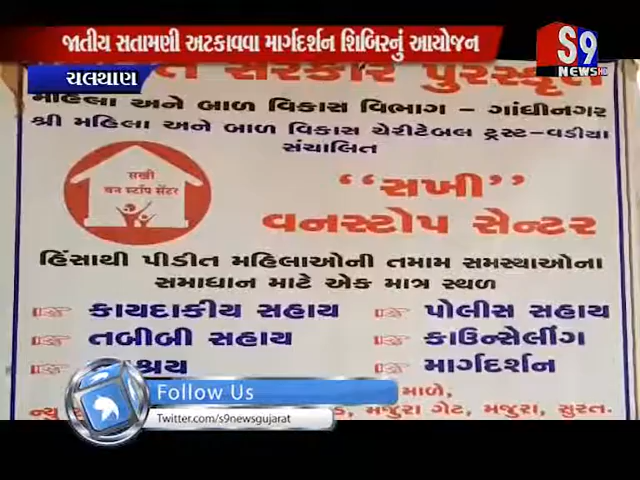 જાતીય સતામણી અટકાવવા માર્ગદર્શન શિબિરનું આયોજન
S9
NEWS HD
ચલથાણ
સરકાર પુરસ્કૃત
મહિલા અને બાળ વિકાસ વિભાગ - ગાંધીનગર
શ્રી મહિલા અને બાળ વિકાસ ચેરીટેબલ ટ્રસ્ટ-વડીયા
સંચાલિત
સખી
વન સ્ટોપ સેંટર
"સખી"
વનસ્ટોપ સેન્ટર
હિંસાથી પીડીત મહિલાઓની તમામ સમસ્યાઓના
સમાધાન માટે એક માત્ર સ્થળ
કાયદાકીય સહાય
પોલીસ સહાય
તબીબી સહાય
કાઉન્સેલીંગ
માર્ગદર્શન
માળે,
મજુરા ગેટ, મજુરા, સુરત.
Follow Us
Twitter.com/s9newsgujarat